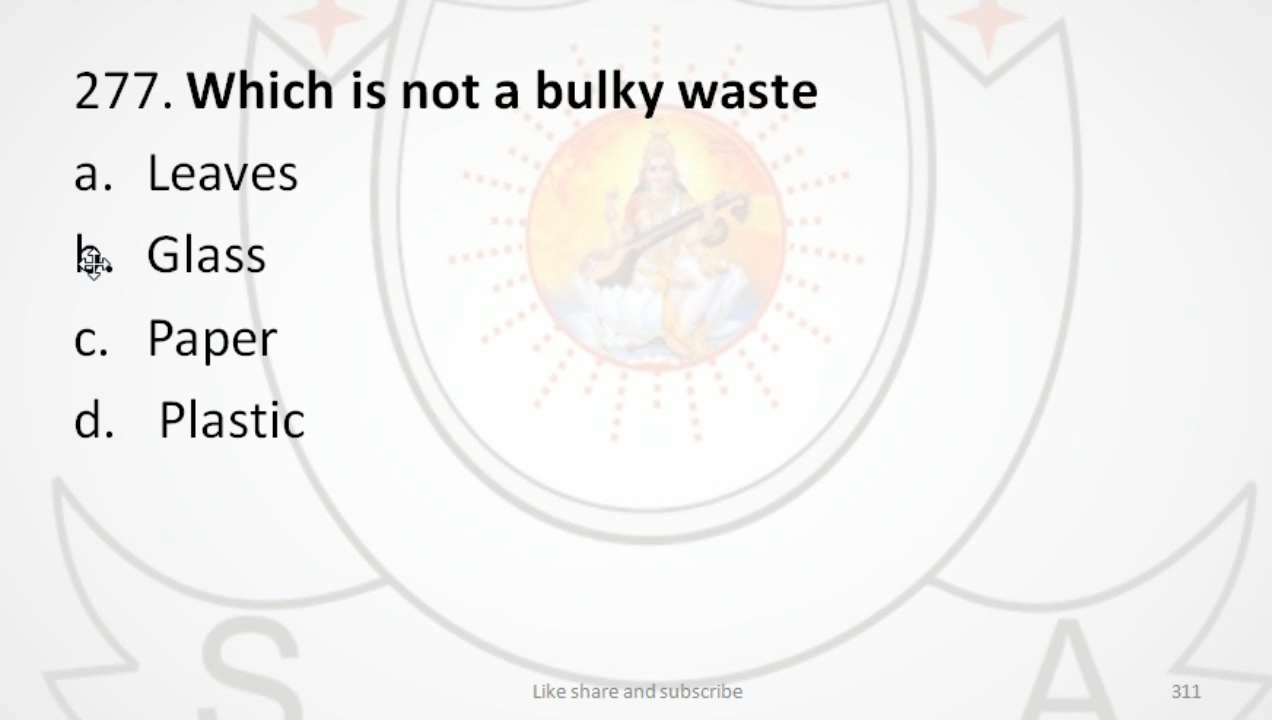 277. Which is not a bulky waste
a. Leaves
b. Glass
c. Paper
d. Plastic
S A
Like share and subscribe 311